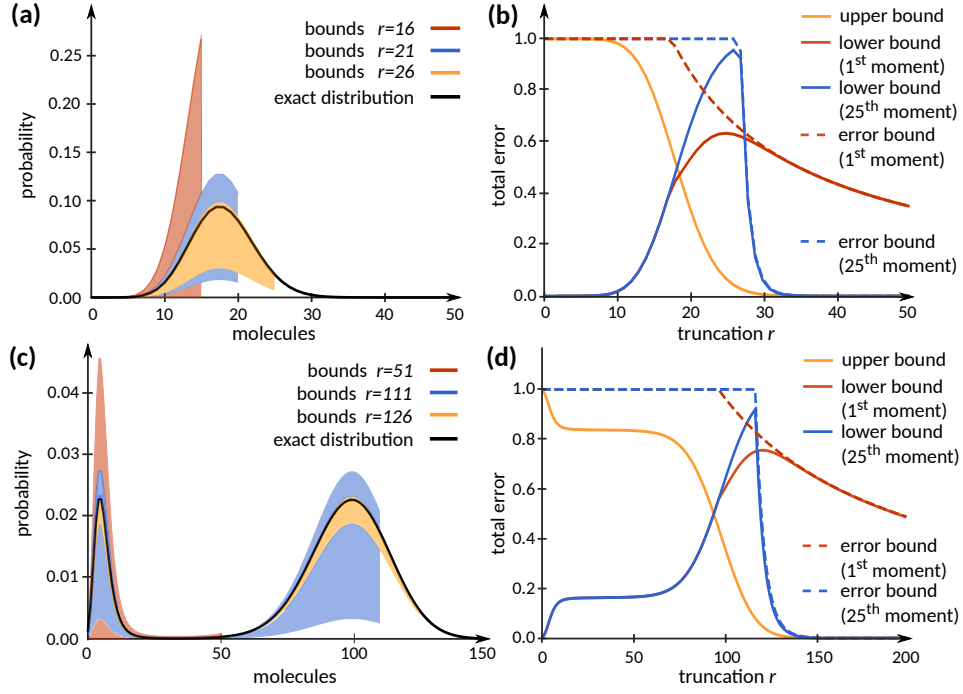 (a)
bounds r=16
bounds r=21
bounds r=26
exact distribution
probability
0.25
0.20
0.15
0.10
0.05
0.00
0 10 20 30 40 50
molecules
(b)
upper bound
lower bound
(1st moment)
lower bound
(25th moment)
error bound
(1st moment)
error bound
(25th moment)
total error
1.0
0.8
0.6
0.4
0.2
0.0
0 10 20 30 40 50
truncation r
(c)
bounds r=51
bounds r=111
bounds r=126
exact distribution
probability
0.04
0.03
0.02
0.01
0.00
0 50 100 150
molecules
(d)
upper bound
lower bound
(1st moment)
lower bound
(25th moment)
error bound
(1st moment)
error bound
(25th moment)
total error
1.0
0.8
0.6
0.4
0.2
0.0
0 50 100 150 200
truncation r